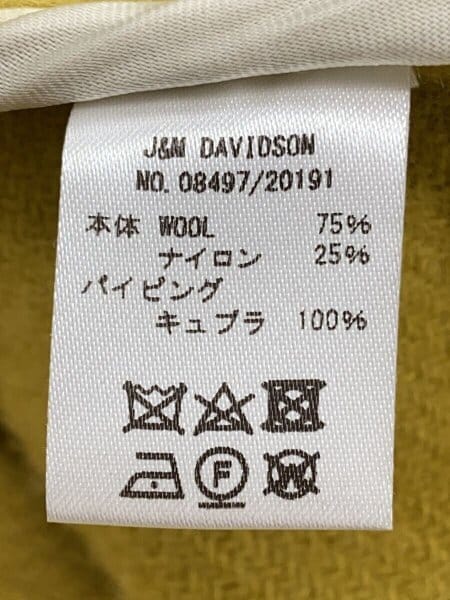 J&M DAVIDSON
NO. 08497/20191
本体 WOOL 75%
ナイロン 25%
パイピング
キュプラ 100%
F
W